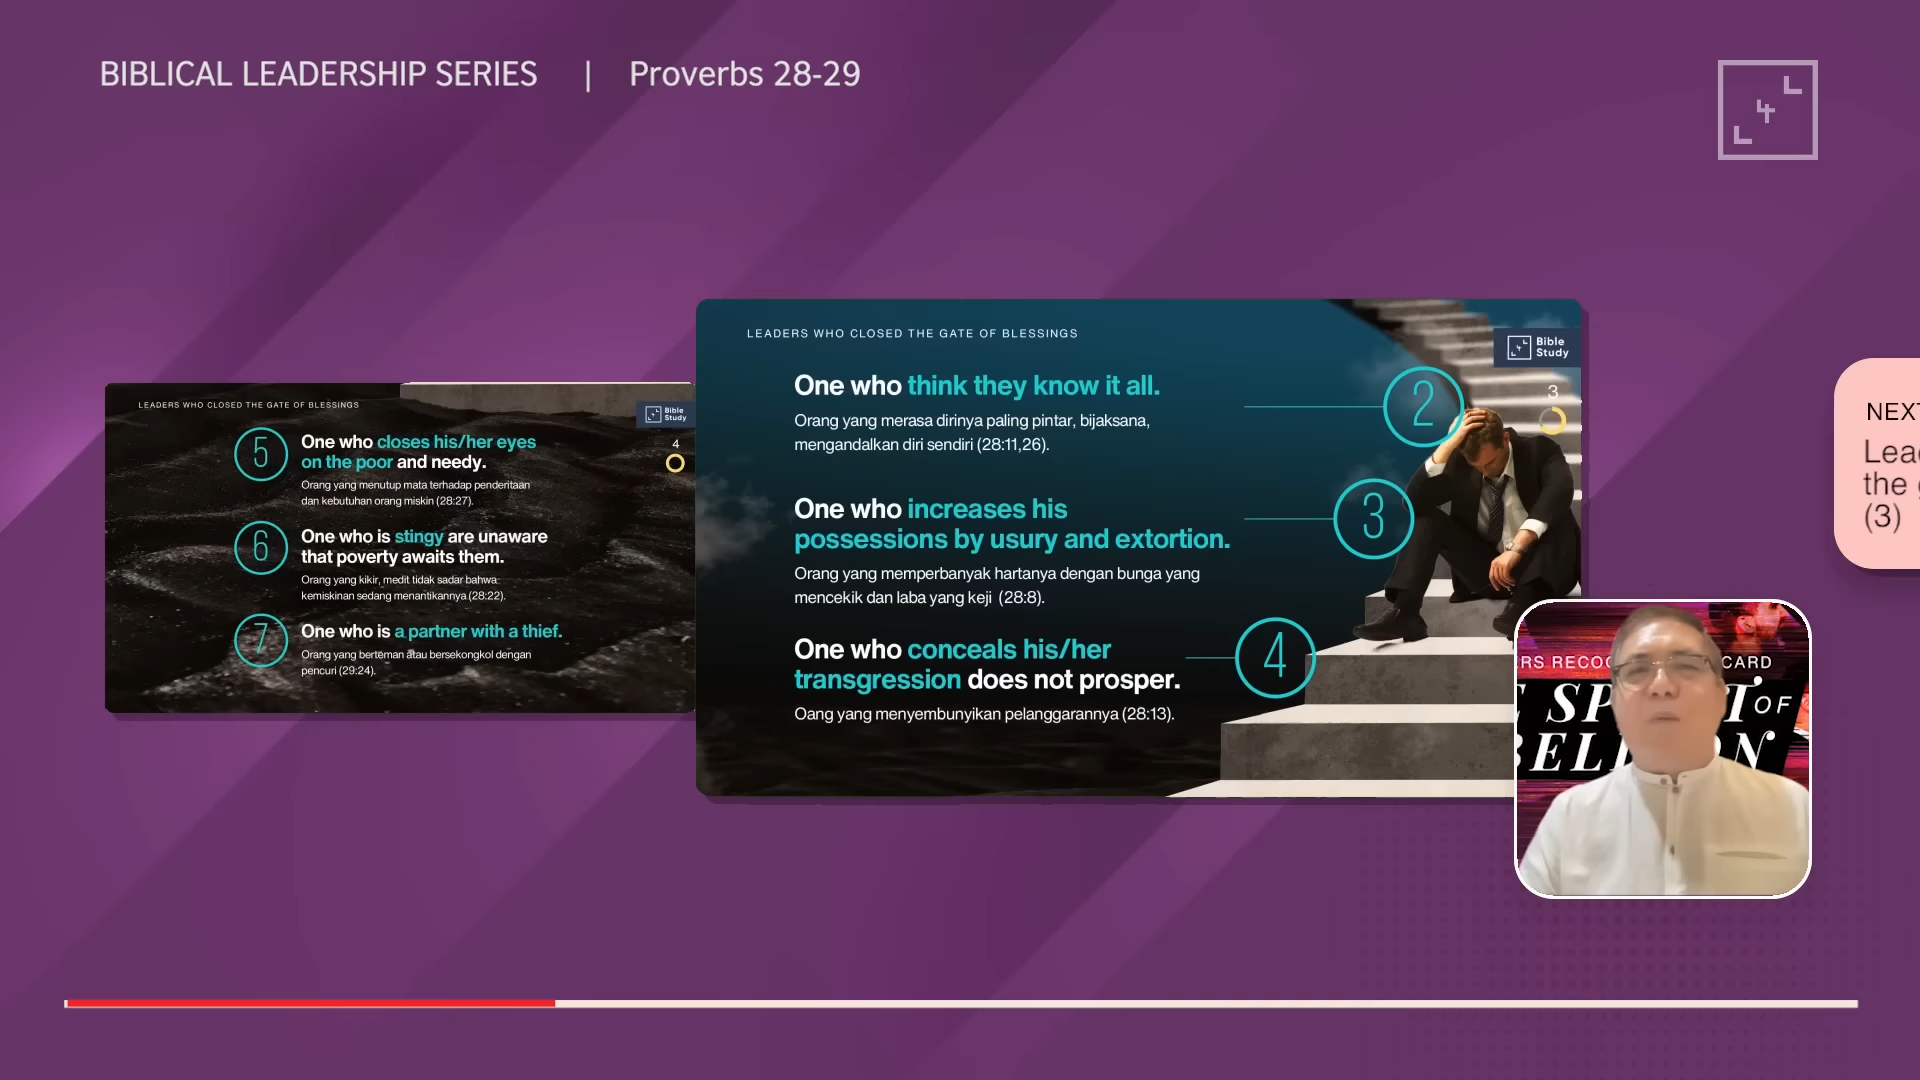 BIBLICAL LEADERSHIP SERIES | Proverbs 28-29
LEADERS WHO CLOSED THE GATE OF BLESSINGS
Bible
Study
4
5
One who closes his/her eyes
on the poor and needy.
Orang yang menutup mata terhadap penderitaan
dan kebutuhan orang miskin (28:27).
6
One who is stingy are unaware
that poverty awaits them.
Orang yang kikir, medit tidak sadar bahwa
kemiskinan sedang menantikannya (28:22).
7
One who is a partner with a thief.
Orang yang berteman atau bersekongkol dengan
pencuri (29:24).
LEADERS WHO CLOSED THE GATE OF BLESSINGS
Bible
Study
3
One who think they know it all.
2
Orang yang merasa dirinya paling pintar, bijaksana,
mengandalkan diri sendiri (28:11,26).
One who increases his
possessions by usury and extortion.
3
Orang yang memperbanyak hartanya dengan bunga yang
mencekik dan laba yang keji (28:8).
One who conceals his/her
transgression does not prosper.
4
Oang yang menyembunyikan pelanggarannya (28:13).
NEXT
the
(3)
OF